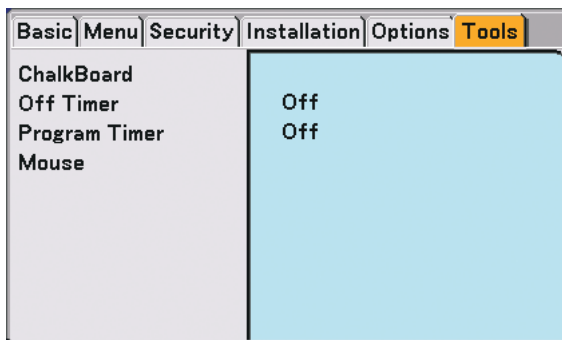 Basic Menu Security Installation Options Tools
ChalkBoard
Off Timer Off
Program Timer Off
Mouse